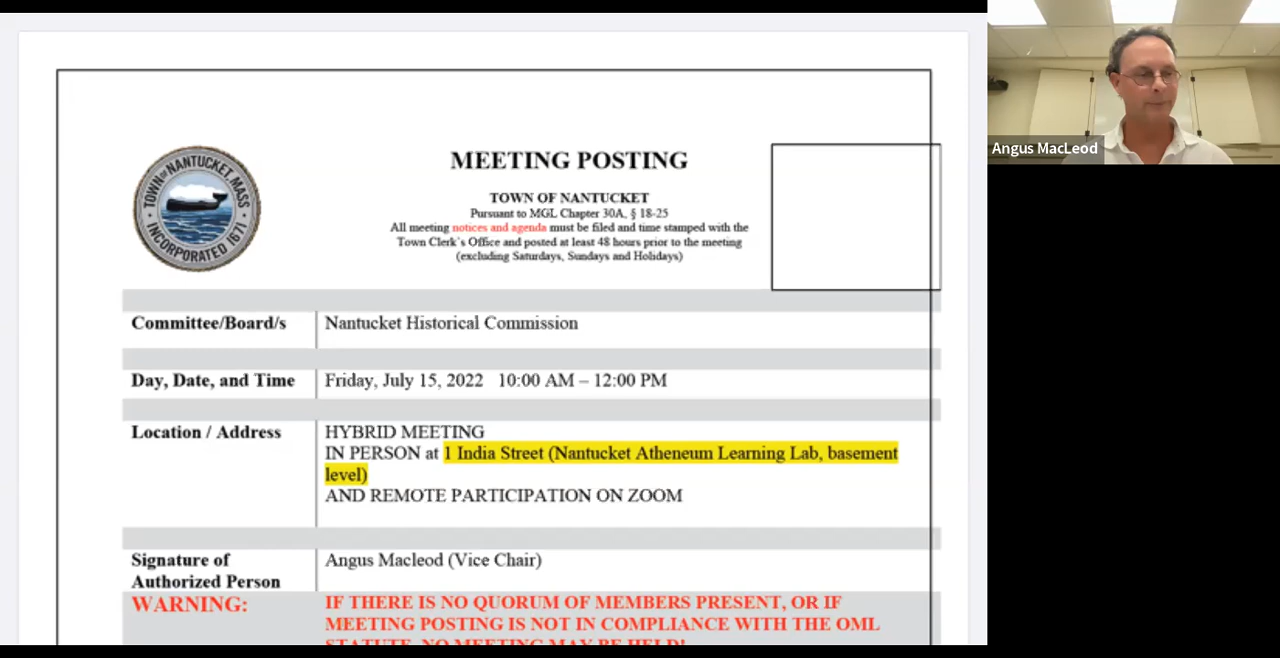 MEETING POSTING
TOWN OF NANTUCKET
Pursuant to MGL Chapter 30A, § 18-25
All meeting notices and agenda must be filed and time stamped with the
Town Clerk's Office and posted at least 48 hours prior to the meeting
(excluding Saturdays, Sundays and Holidays)
TOWN OF NANTUCKET MASS
INCORPORATED 1671
Committee/Board/s
Nantucket Historical Commission
Day, Date, and Time
Friday, July 15, 2022 10:00 AM – 12:00 PM
Location / Address
HYBRID MEETING
IN PERSON at 1 India Street (Nantucket Atheneum Learning Lab, basement
level)
AND REMOTE PARTICIPATION ON ZOOM
Signature of
Authorized Person
Angus Macleod (Vice Chair)
WARNING:
IF THERE IS NO QUORUM OF MEMBERS PRESENT, OR IF
MEETING POSTING IS NOT IN COMPLIANCE WITH THE OML
STATUTE, NO MEETING MAY BE HELD!
Angus MacLeod